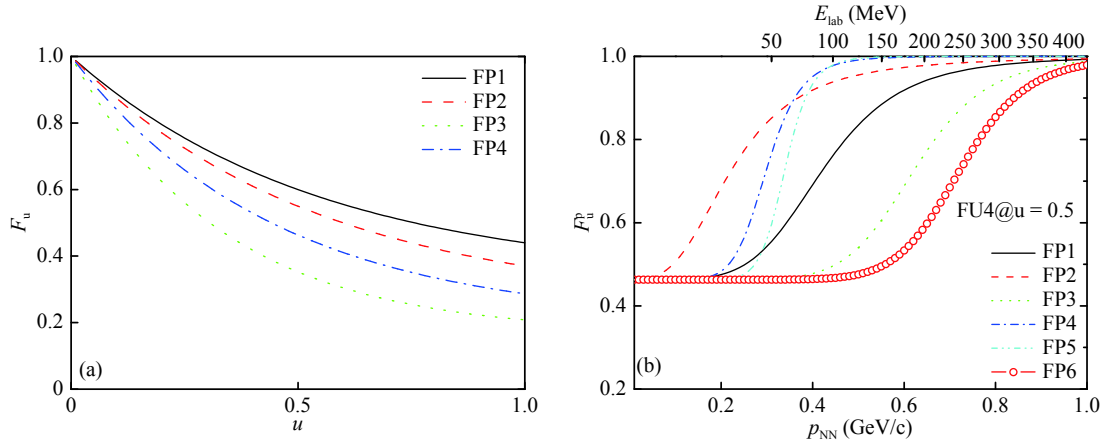 1.0
0.8
0.6
0.4
0.2
0
F_u
FP1
FP2
FP3
FP4
(a)
0
0.5
1.0
u
E_lab (MeV)
50 100 150 200 250 300 350 400
1.0
0.8
0.6
0.4
0.2
F_u^p
FU4@u = 0.5
FP1
FP2
FP3
FP4
FP5
FP6
(b)
0.2 0.4 0.6 0.8 1.0
p_NN (GeV/c)